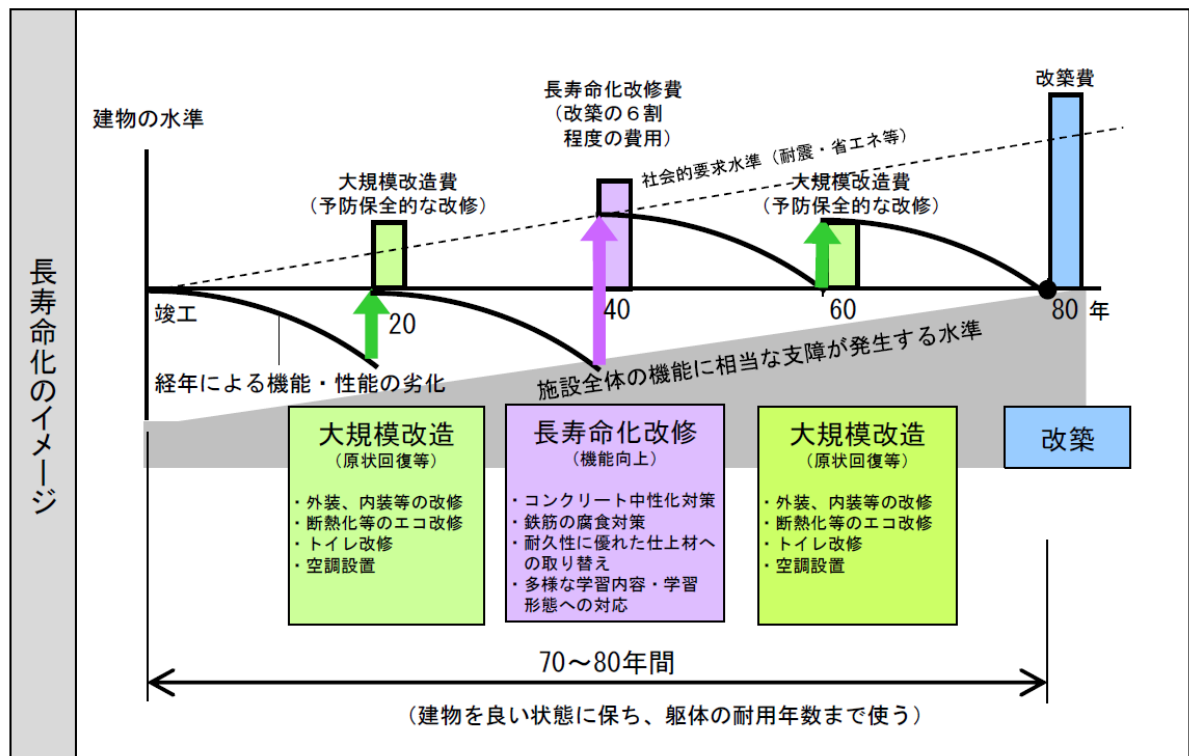 長寿命化のイメージ
建物の水準
長寿命化改修費
（改築の６割
程度の費用）
改築費
社会的要求水準（耐震・省エネ等）
大規模改造費
（予防保全的な改修）
大規模改造費
（予防保全的な改修）
竣工
20
40
60
80 年
経年による機能・性能の劣化
施設全体の機能に相当な支障が発生する水準
大規模改造
（原状回復等）
・外装、内装等の改修
・断熱化等のエコ改修
・トイレ改修
・空調設置
長寿命化改修
（機能向上）
・コンクリート中性化対策
・鉄筋の腐食対策
・耐久性に優れた仕上材へ
の取り替え
・多様な学習内容・学習
形態への対応
大規模改造
（原状回復等）
・外装、内装等の改修
・断熱化等のエコ改修
・トイレ改修
・空調設置
改築
70～80年間
（建物を良い状態に保ち、躯体の耐用年数まで使う）